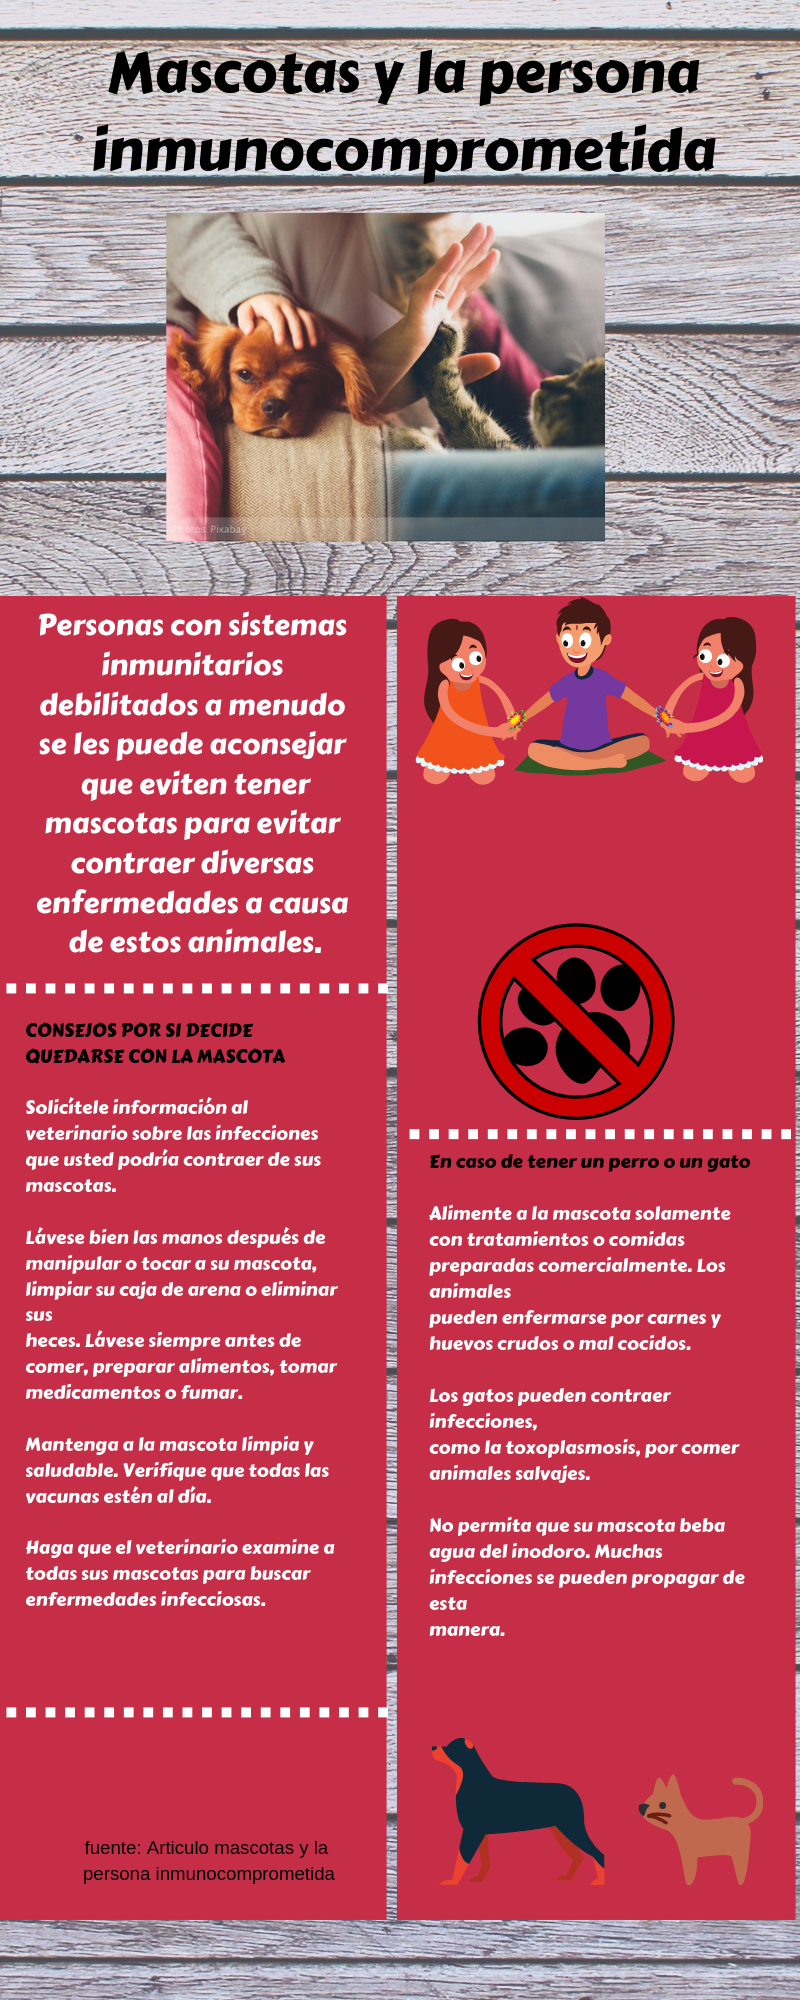 Mascotas y la persona
inmunocomprometida
Photos: Pixabay
Personas con sistemas
inmunitarios
debilitados a menudo
se les puede aconsejar
que eviten tener
mascotas para evitar
contraer diversas
enfermedades a causa
de estos animales.
CONSEJOS POR SI DECIDE
QUEDARSE CON LA MASCOTA
Solicítele información al
veterinario sobre las infecciones
que usted podría contraer de sus
mascotas.
Lávese bien las manos después de
manipular o tocar a su mascota,
limpiar su caja de arena o eliminar
sus
heces. Lávese siempre antes de
comer, preparar alimentos, tomar
medicamentos o fumar.
Mantenga a la mascota limpia y
saludable. Verifique que todas las
vacunas estén al día.
Haga que el veterinario examine a
todas sus mascotas para buscar
enfermedades infecciosas.
fuente: Articulo mascotas y la
persona inmunocomprometida
En caso de tener un perro o un gato
Alimente a la mascota solamente
con tratamientos o comidas
preparadas comercialmente. Los
animales
pueden enfermarse por carnes y
huevos crudos o mal cocidos.
Los gatos pueden contraer
infecciones,
como la toxoplasmosis, por comer
animales salvajes.
No permita que su mascota beba
agua del inodoro. Muchas
infecciones se pueden propagar de
esta
manera.